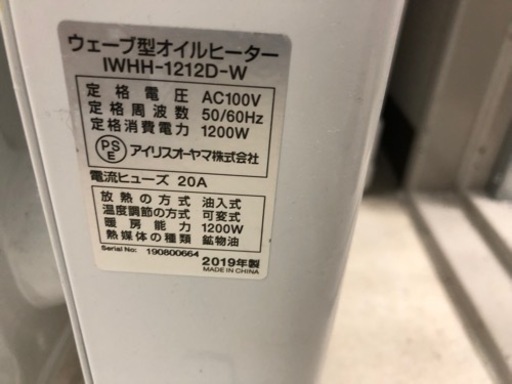 ウェーブ型オイルヒーター
IWHH-1212D-W
定格電圧 AC100V
定格周波数 50/60Hz
定格消費電力 1200W
PSE アイリスオーヤマ株式会社
電流ヒューズ 20A
放熱の方式 油入式
温度調節の方式 可変式
暖房能力 1200W
熱媒体の種類 鉱物油
Serial No: 190800664
2019年製
MADE IN CHINA